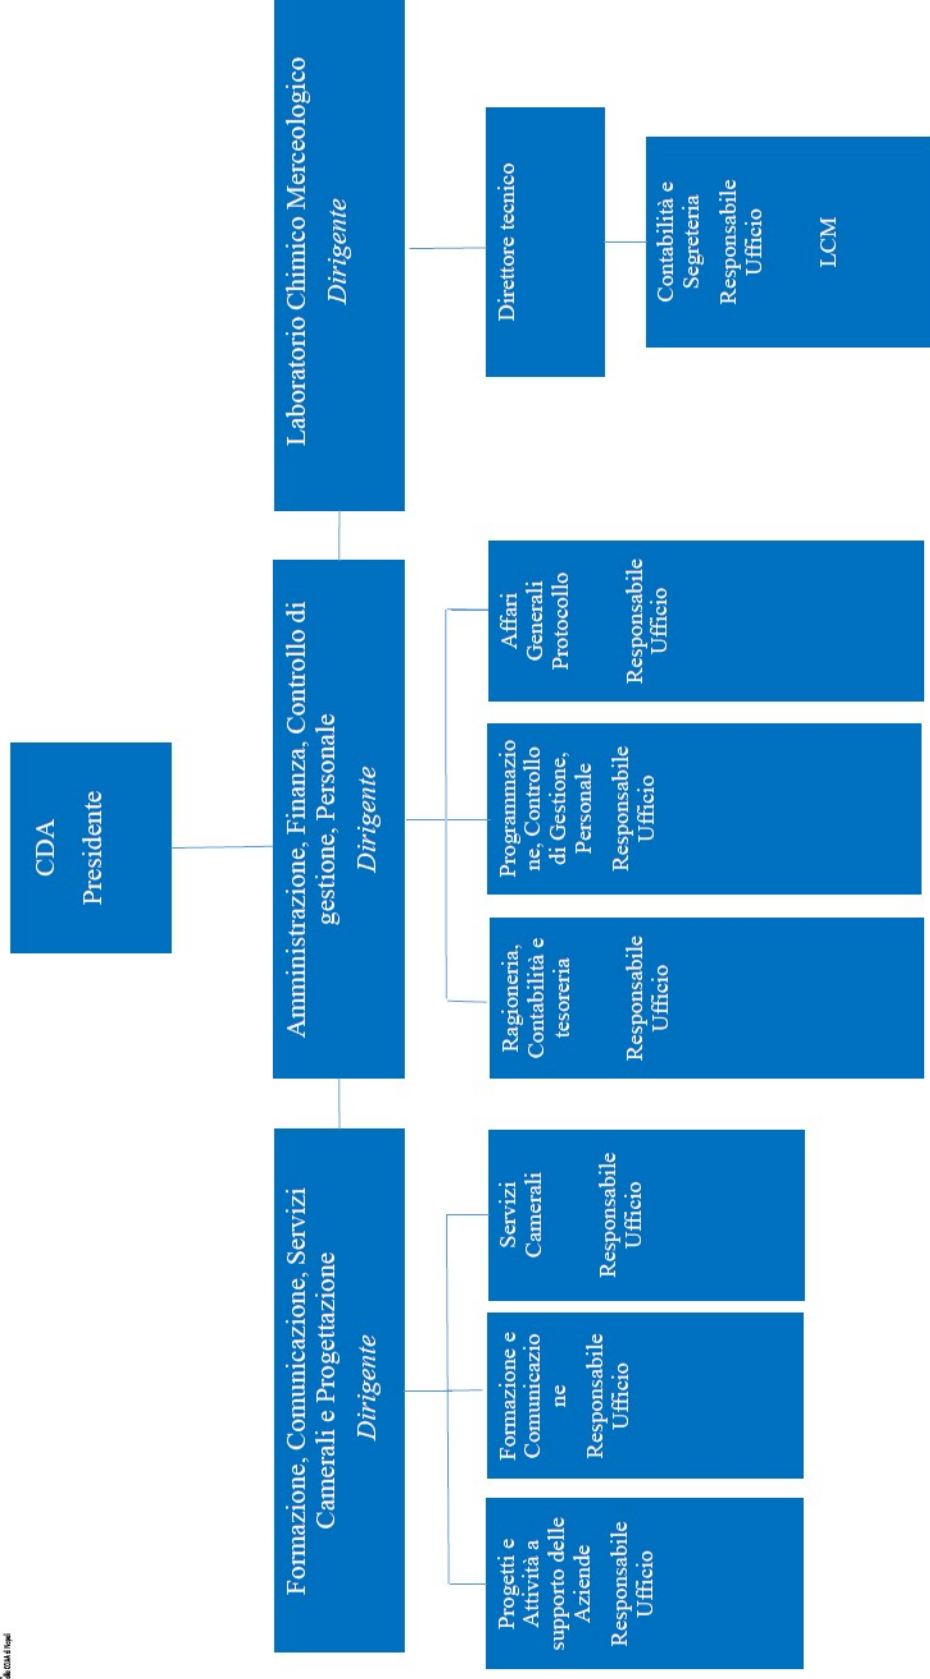 CDA
Presidente
Formazione, Comunicazione, Servizi
Camerali e Progettazione
Dirigente
Amministrazione, Finanza, Controllo di
gestione, Personale
Dirigente
Laboratorio Chimico Merceologico
Dirigente
Progetti e
Attività a
supporto delle
Aziende
Responsabile
Ufficio
Formazione e
Comunicazio
ne
Responsabile
Ufficio
Servizi
Camerali
Responsabile
Ufficio
Ragioneria,
Contabilità e
tesoreria
Responsabile
Ufficio
Programmazio
ne, Controllo
di Gestione,
Personale
Responsabile
Ufficio
Affari
Generali
Protocollo
Responsabile
Ufficio
Direttore tecnico
Contabilità e
Segreteria
Responsabile
Ufficio
LCM